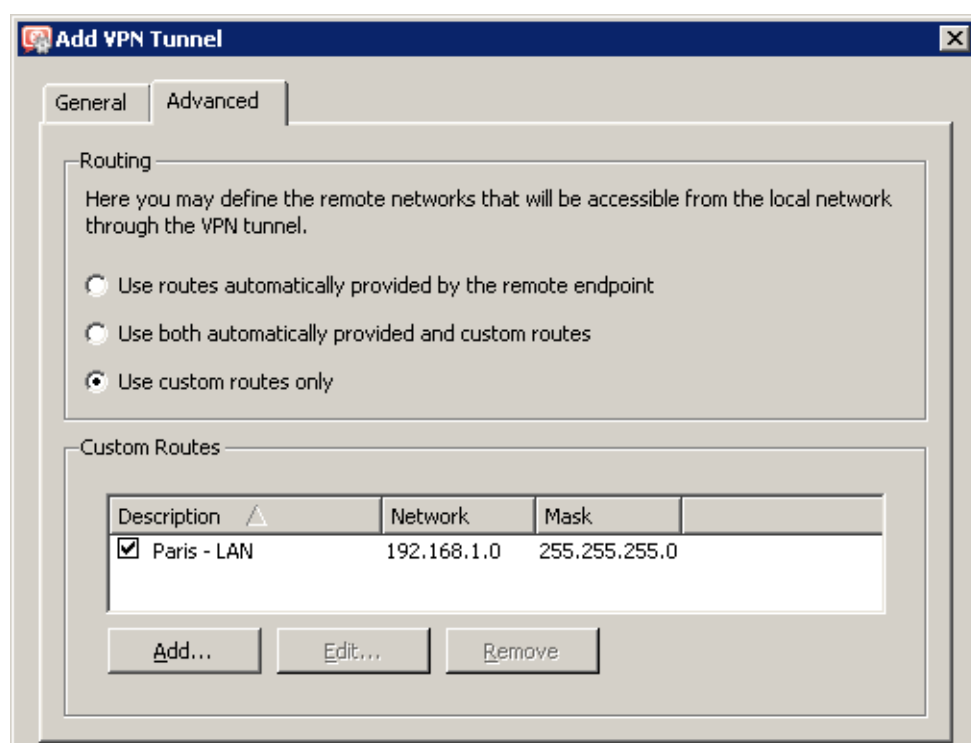 Add VPN Tunnel
General
Advanced
Routing
Here you may define the remote networks that will be accessible from the local network
through the VPN tunnel.
Use routes automatically provided by the remote endpoint
Use both automatically provided and custom routes
Use custom routes only
Custom Routes
Description Network Mask
Paris - LAN 192.168.1.0 255.255.255.0
Add... Edit... Remove